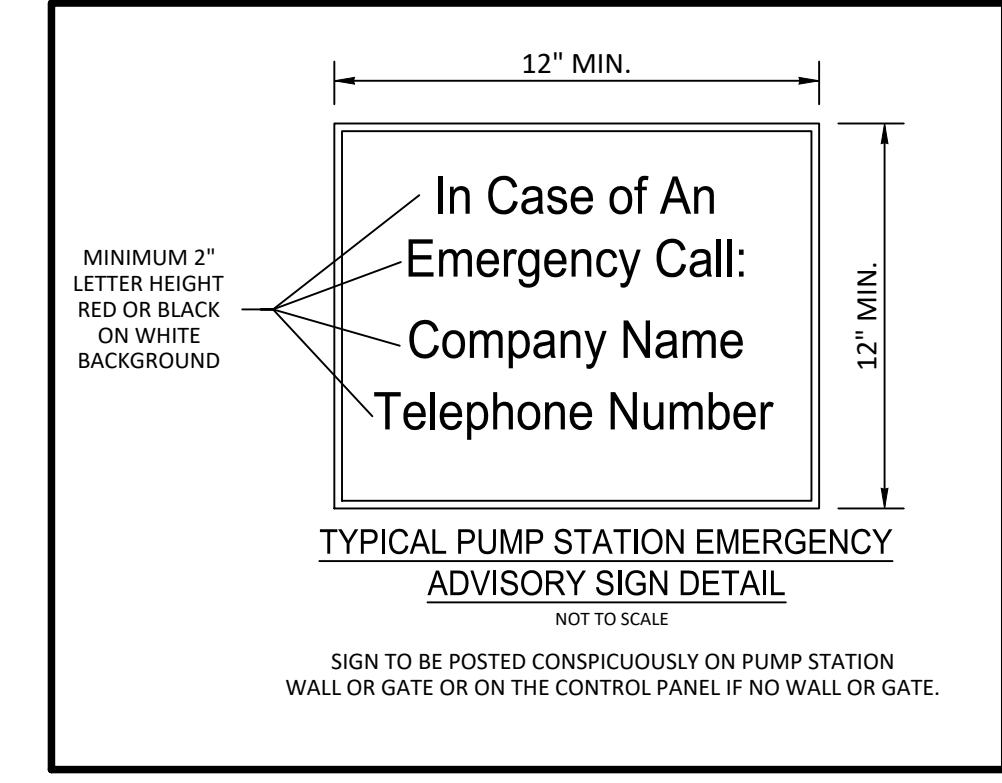 12" MIN.
In Case of An
Emergency Call:
Company Name
Telephone Number
MINIMUM 2"
LETTER HEIGHT
RED OR BLACK
ON WHITE
BACKGROUND
12" MIN.
TYPICAL PUMP STATION EMERGENCY
ADVISORY SIGN DETAIL
NOT TO SCALE
SIGN TO BE POSTED CONSPICUOUSLY ON PUMP STATION
WALL OR GATE OR ON THE CONTROL PANEL IF NO WALL OR GATE.